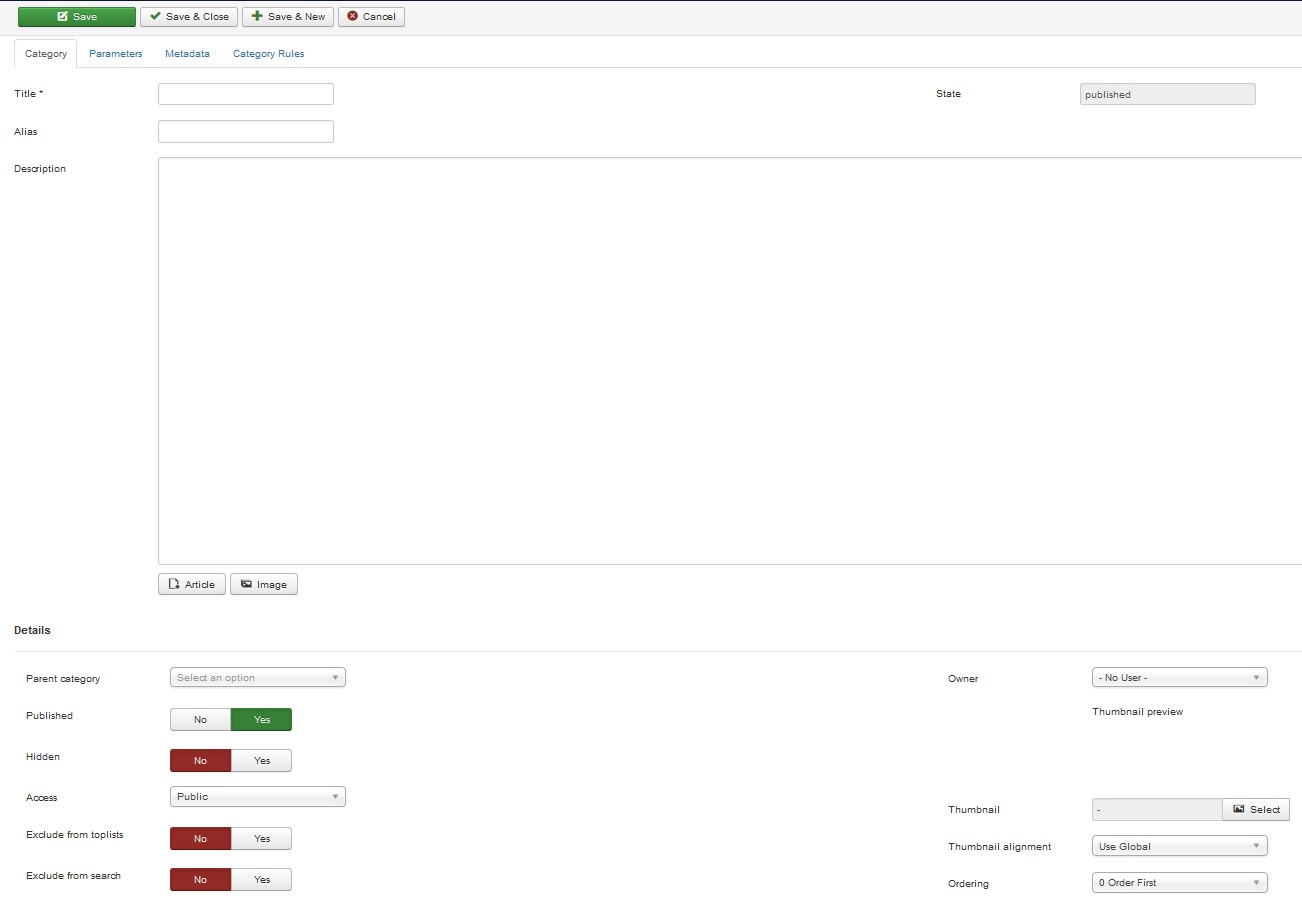 Save Save & Close Save & New Cancel
Category Parameters Metadata Category Rules
Title * State published
Alias
Description
Article Image
Details
Parent category Select an option Owner - No User -
Published No Yes Thumbnail preview
Hidden No Yes
Access Public
Thumbnail - Select
Exclude from toplists No Yes
Thumbnail alignment Use Global
Exclude from search No Yes
Ordering 0 Order First